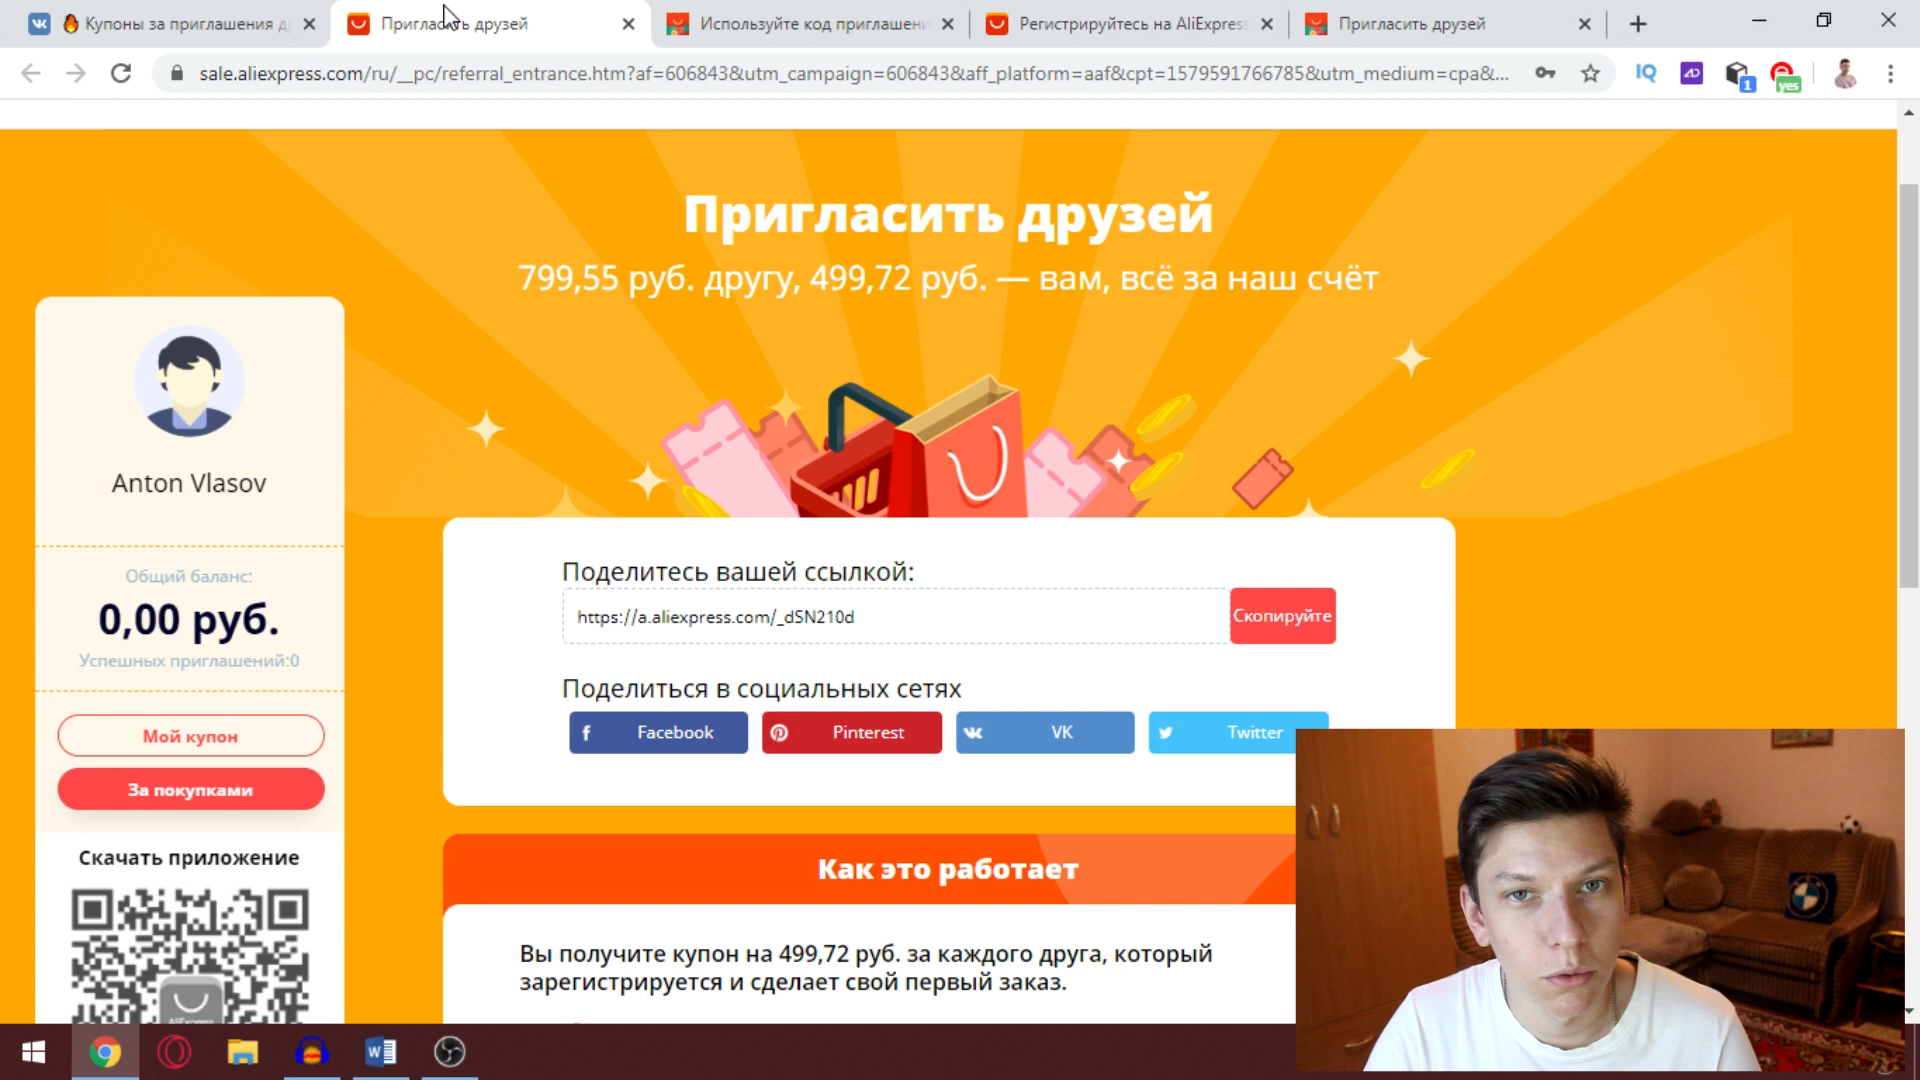 Купоны за приглашения д
Пригласить друзей
Используйте код приглашени
Регистрируйтесь на AliExpress
Пригласить друзей
sale.aliexpress.com/ru/__pc/referral_entrance.htm?af=606843&utm_campaign=606843&aff_platform=aaf&cpt=1579591766785&utm_medium=cpa&...
IQ
1
yes
Пригласить друзей
799,55 руб. другу, 499,72 руб. — вам, всё за наш счёт
Anton Vlasov
Общий баланс:
0,00 руб.
Успешных приглашений:0
Мой купон
За покупками
Скачать приложение
Поделитесь вашей ссылкой:
https://a.aliexpress.com/_dSN210d
Скопируйте
Поделиться в социальных сетях
Facebook
Pinterest
VK
Twitter
Как это работает
Вы получите купон на 499,72 руб. за каждого друга, который
зарегистрируется и сделает свой первый заказ.
BMW